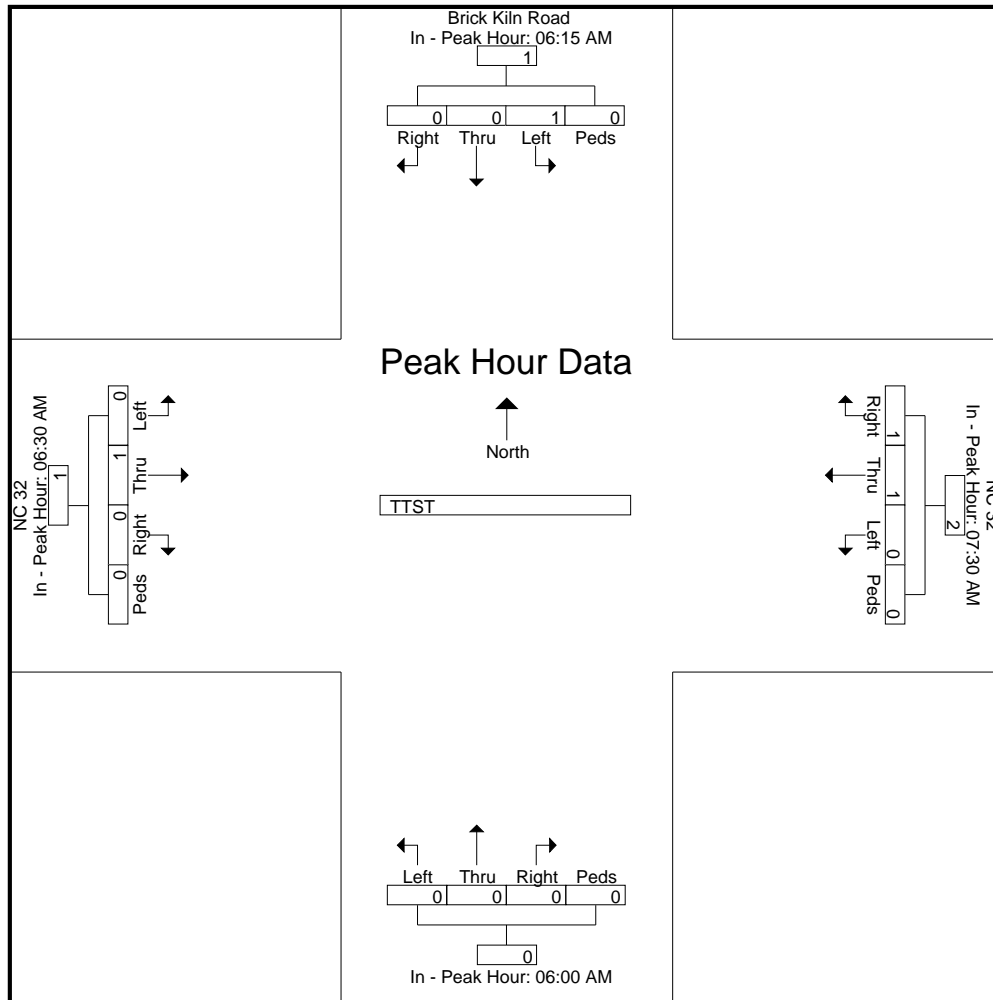 Brick Kiln Road
In - Peak Hour: 06:15 AM
1
0 0 1 0
Right Thru Left Peds
Peak Hour Data
North
TTST
NC 32
In - Peak Hour: 06:30 AM
1
0 1 0 0
Left Thru Right Peds
NC 32
In - Peak Hour: 07:30 AM
2
1 1 0 0
Right Thru Left Peds
Left Thru Right Peds
0 0 0 0
0
In - Peak Hour: 06:00 AM